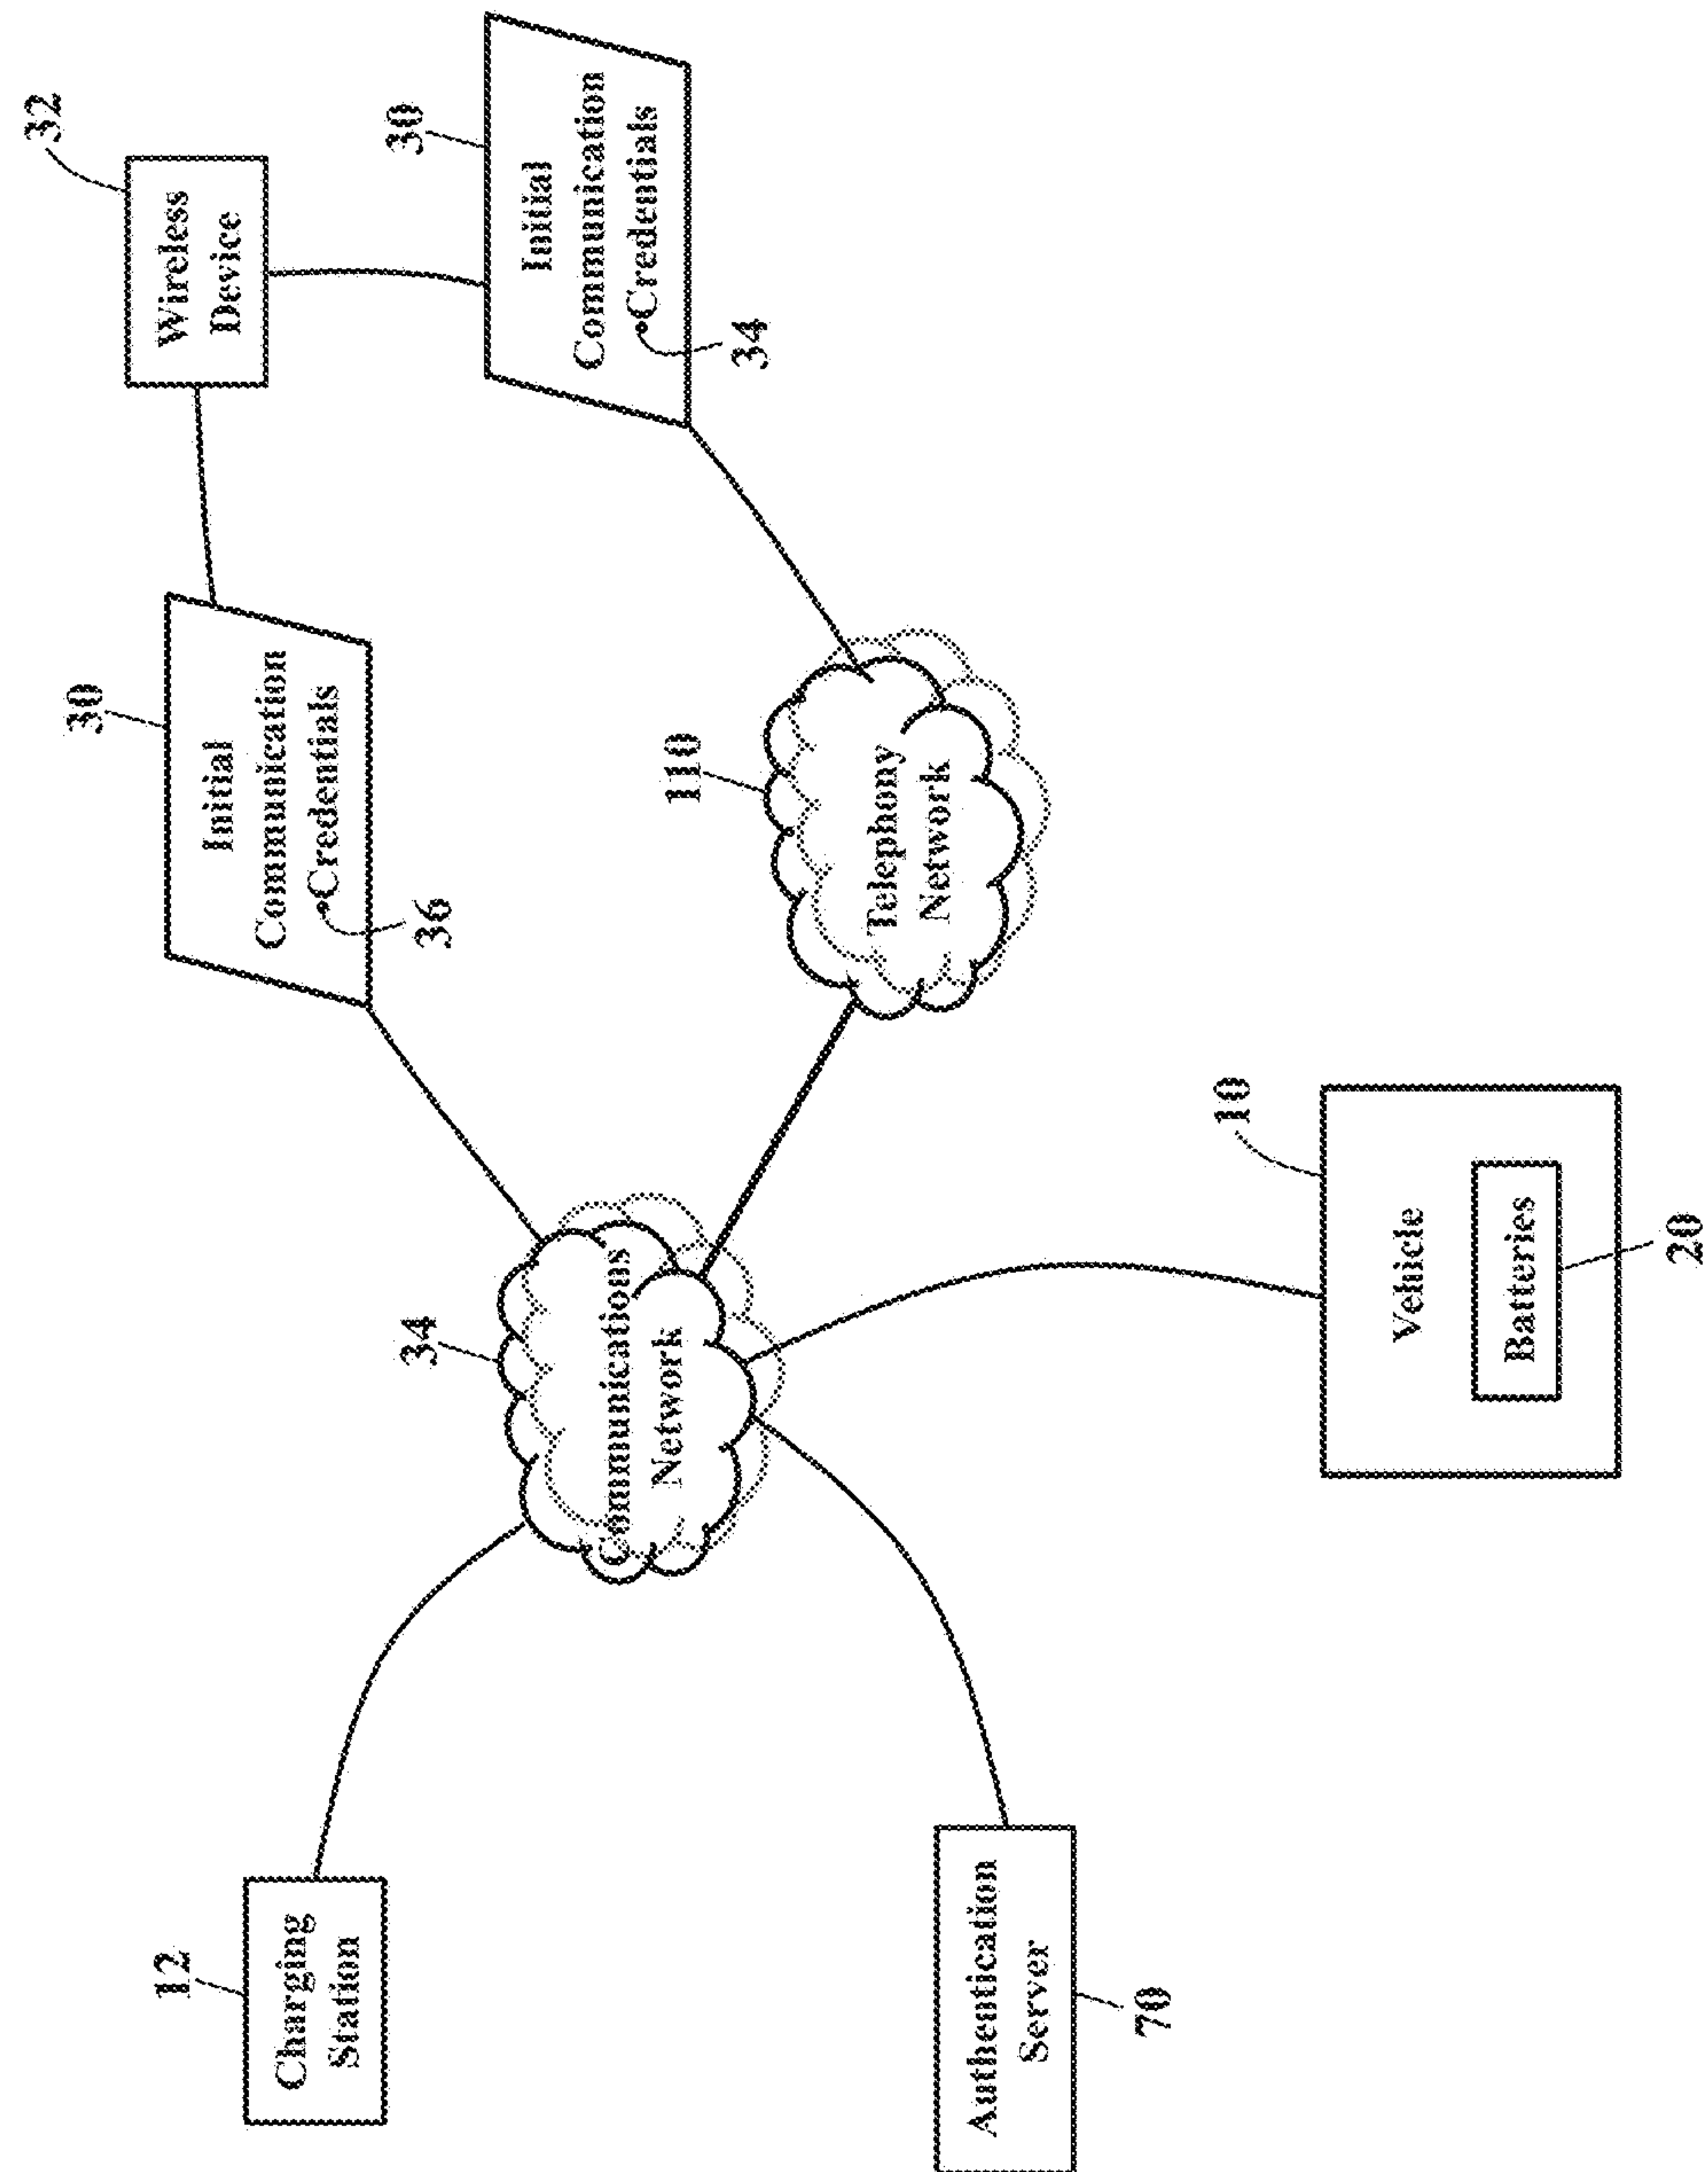 12
Charging
Station
34
Communications
Network
30
Initial
Communication
•Credentials
36
32
Wireless
Device
30
Initial
Communication
•Credentials
34
110
Telephony
Network
Authentication
Server
70
10
Vehicle
Batteries
20